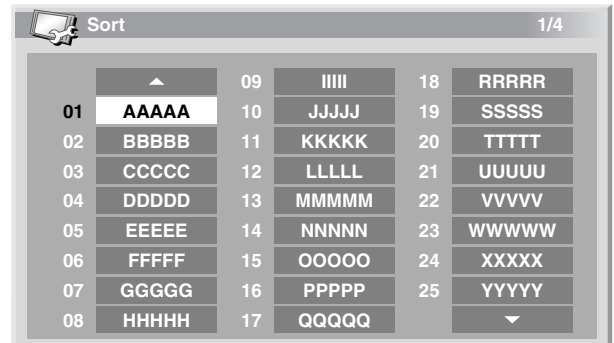 Sort 1/4
09 IIIII 18 RRRRR
01 AAAAA 10 JJJJJ 19 SSSSS
02 BBBBB 11 KKKKK 20 TTTTT
03 CCCCC 12 LLLLL 21 UUUUU
04 DDDDD 13 MMMMM 22 VVVVV
05 EEEEE 14 NNNNN 23 WWWWW
06 FFFFF 15 OOOOO 24 XXXXX
07 GGGGG 16 PPPPP 25 YYYYY
08 HHHHH 17 QQQQQ